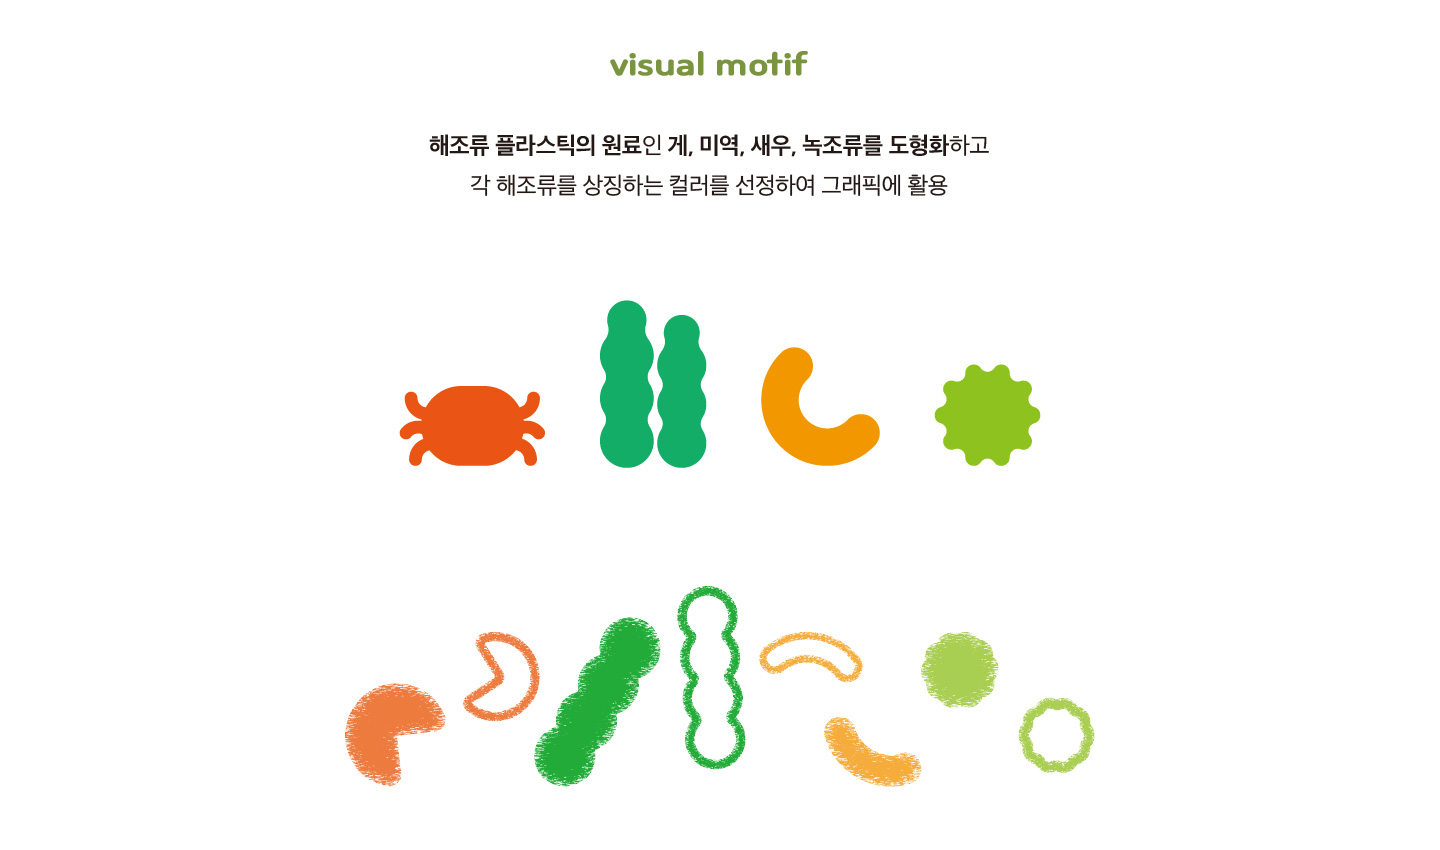 visual motif
해조류 플라스틱의 원료인 게, 미역, 새우, 녹조류를 도형화하고
각 해조류를 상징하는 컬러를 선정하여 그래픽에 활용